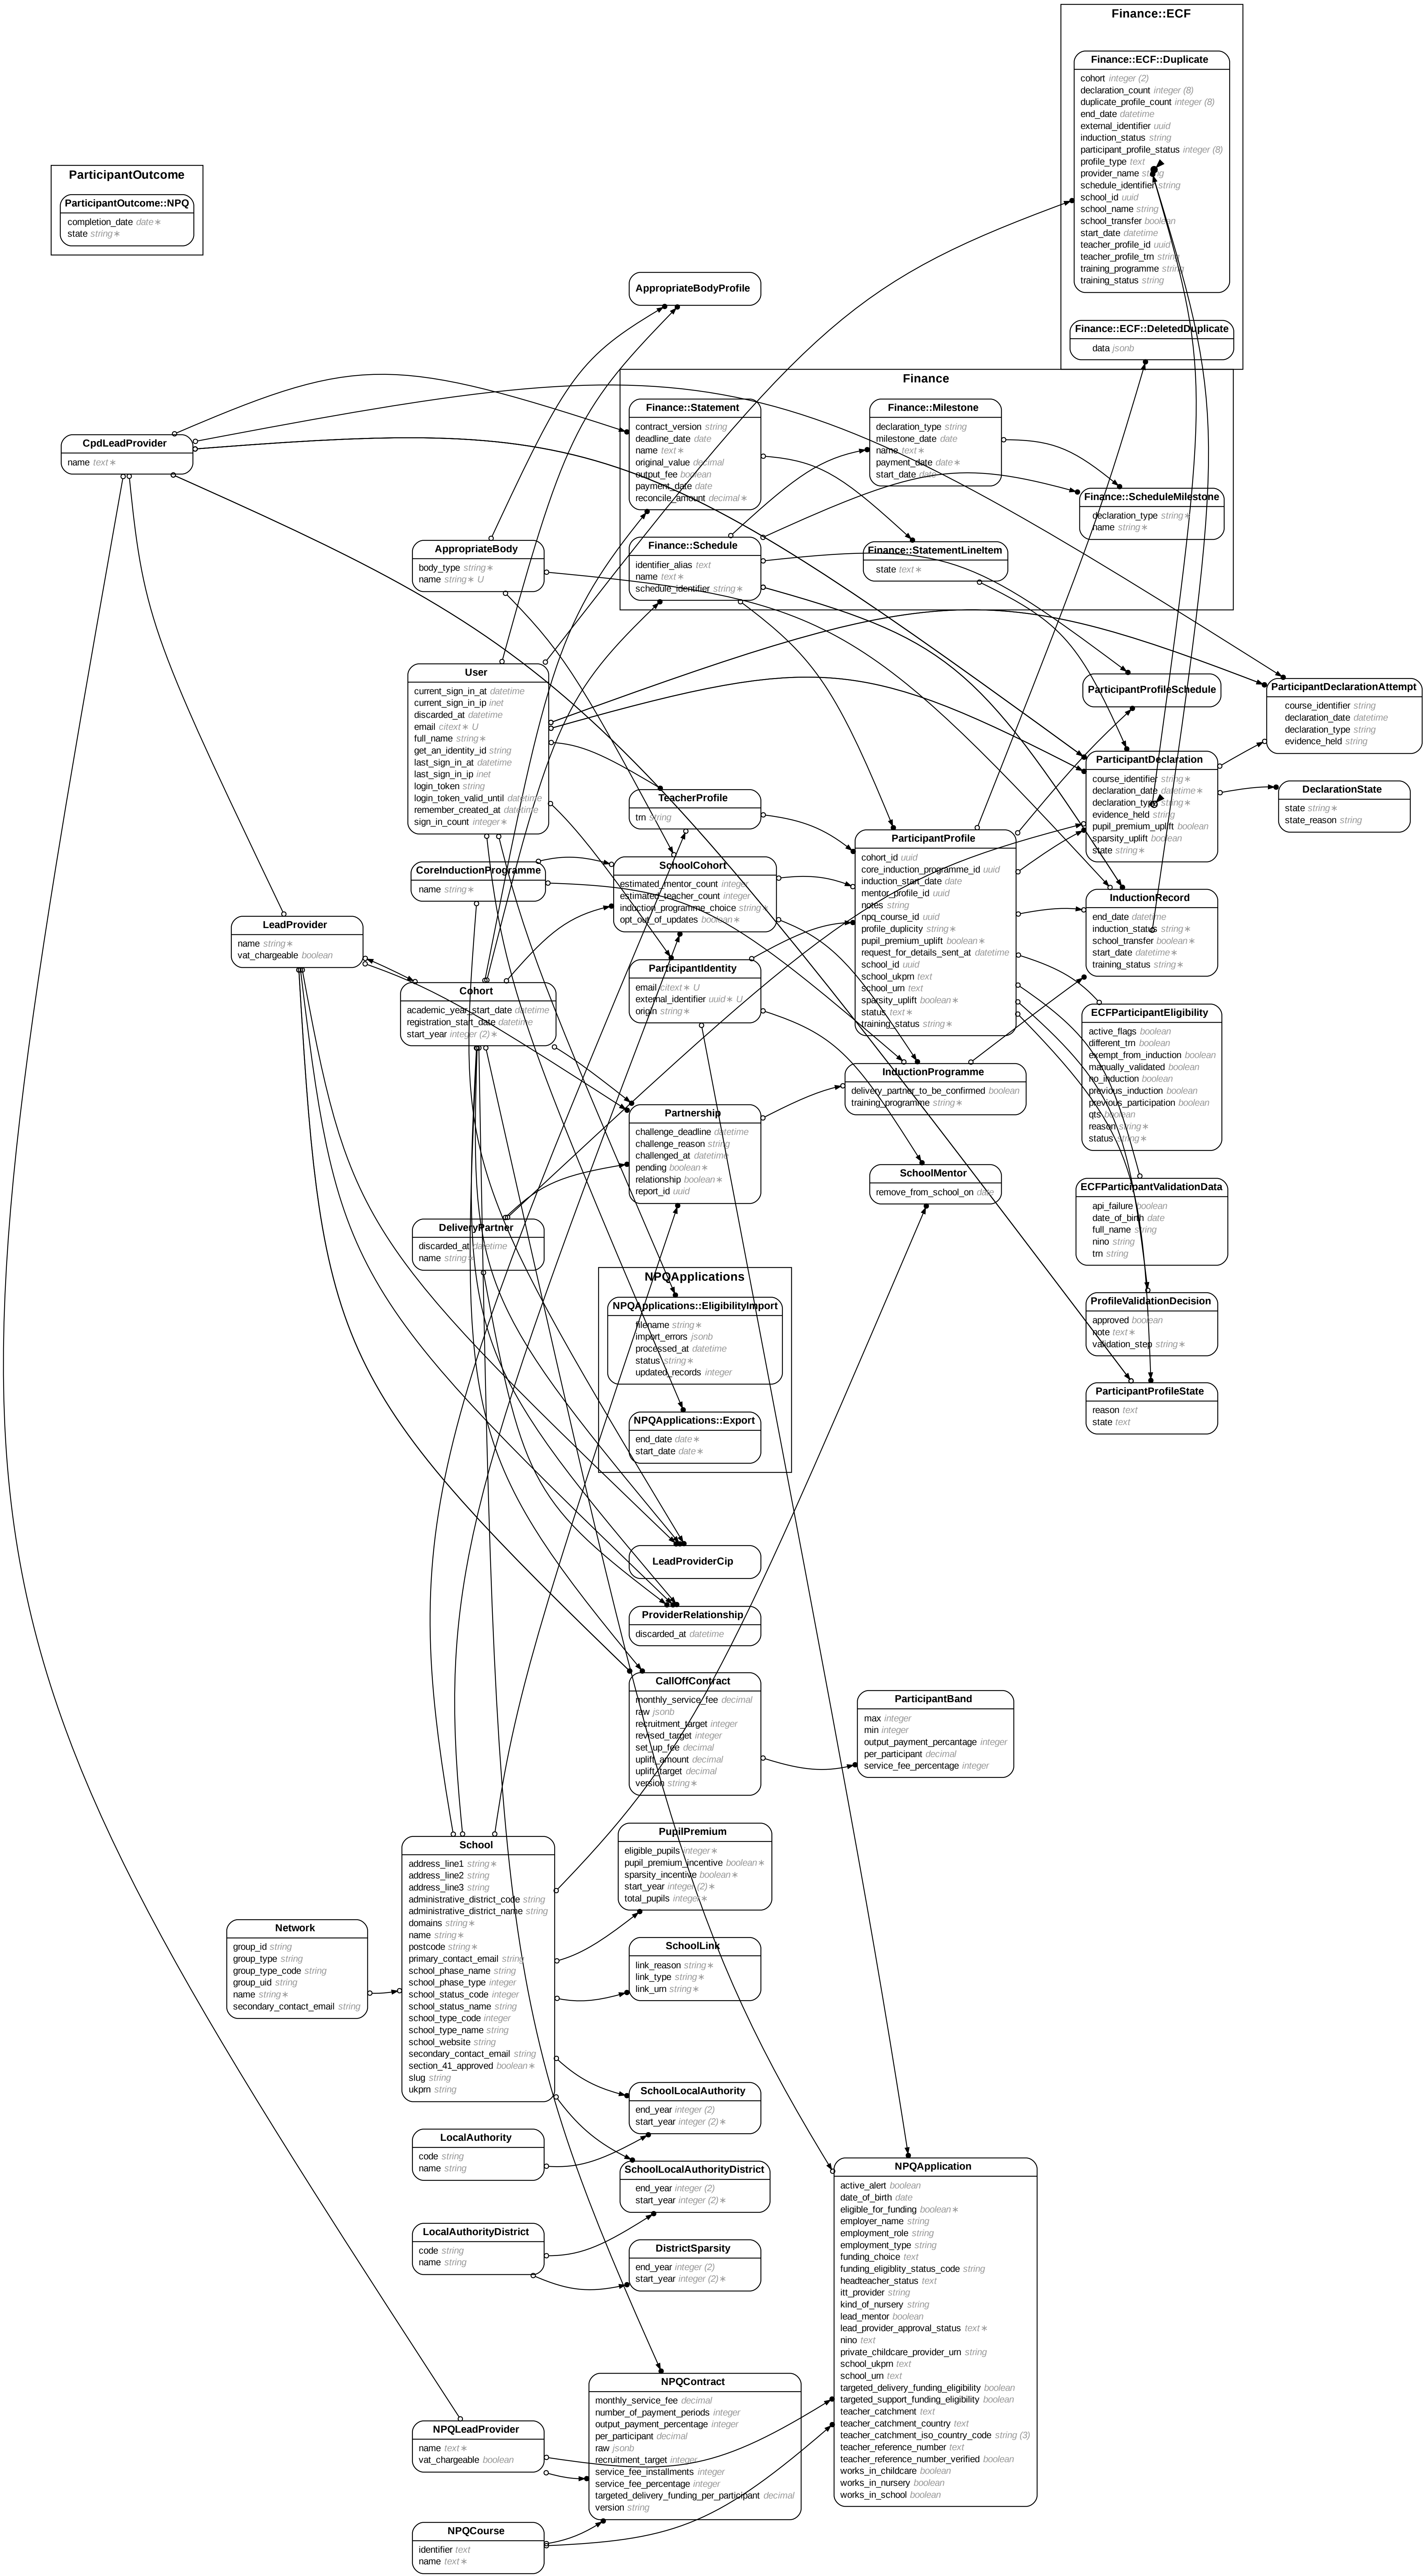 Finance::ECF
Finance::ECF::Duplicate
cohort integer (2)
declaration_count integer (8)
duplicate_profile_count integer (8)
end_date datetime
external_identifier uuid
induction_status string
participant_profile_status integer (8)
profile_type text
provider_name string
schedule_identifier string
school_id uuid
school_name string
school_transfer boolean
start_date datetime
teacher_profile_id uuid
teacher_profile_trn string
training_programme string
training_status string
Finance::ECF::DeletedDuplicate
data jsonb
ParticipantOutcome
ParticipantOutcome::NPQ
completion_date date∗
state string∗
AppropriateBodyProfile
Finance
Finance::Statement
contract_version string
deadline_date date
name text∗
original_value decimal
output_fee boolean
payment_date date
reconcile_amount decimal∗
Finance::Milestone
declaration_type string
milestone_date date
name text∗
payment_date date∗
start_date date
Finance::ScheduleMilestone
declaration_type string∗
name string∗
Finance::Schedule
identifier_alias text
name text∗
schedule_identifier string∗
Finance::StatementLineItem
state text∗
CpdLeadProvider
name text∗
AppropriateBody
body_type string∗
name string∗ U
User
current_sign_in_at datetime
current_sign_in_ip inet
discarded_at datetime
email citext∗ U
full_name string∗
get_an_identity_id string
last_sign_in_at datetime
last_sign_in_ip inet
login_token string
login_token_valid_until datetime
remember_created_at datetime
sign_in_count integer∗
ParticipantProfileSchedule
ParticipantDeclarationAttempt
course_identifier string
declaration_date datetime
declaration_type string
evidence_held string
ParticipantDeclaration
course_identifier string∗
declaration_date datetime∗
declaration_type string∗
evidence_held string
pupil_premium_uplift boolean
sparsity_uplift boolean
state string∗
DeclarationState
state string∗
state_reason string
TeacherProfile
trn string
ParticipantProfile
cohort_id uuid
core_induction_programme_id uuid
induction_start_date date
mentor_profile_id uuid
notes string
npq_course_id uuid
profile_duplicity string∗
pupil_premium_uplift boolean∗
request_for_details_sent_at datetime
school_id uuid
school_ukprn text
school_urn text
sparsity_uplift boolean∗
status text∗
training_status string∗
CoreInductionProgramme
name string∗
SchoolCohort
estimated_mentor_count integer
estimated_teacher_count integer
induction_programme_choice string∗
opt_out_of_updates boolean∗
InductionRecord
end_date datetime
induction_status string∗
school_transfer boolean∗
start_date datetime∗
training_status string∗
LeadProvider
name string∗
vat_chargeable boolean
ParticipantIdentity
email citext∗ U
external_identifier uuid∗ U
origin string∗
Cohort
academic_year_start_date datetime
registration_start_date datetime
start_year integer (2)∗
ECFParticipantEligibility
active_flags boolean
different_trn boolean
exempt_from_induction boolean
manually_validated boolean
no_induction boolean
previous_induction boolean
previous_participation boolean
qts boolean
reason string∗
status string∗
InductionProgramme
delivery_partner_to_be_confirmed boolean
training_programme string∗
Partnership
challenge_deadline datetime
challenge_reason string
challenged_at datetime
pending boolean∗
relationship boolean∗
report_id uuid
SchoolMentor
remove_from_school_on date
ECFParticipantValidationData
api_failure boolean
date_of_birth date
full_name string
nino string
trn string
DeliveryPartner
discarded_at datetime
name string∗
NPQApplications
NPQApplications::EligibilityImport
filename string∗
import_errors jsonb
processed_at datetime
status string∗
updated_records integer
NPQApplications::Export
end_date date∗
start_date date∗
ProfileValidationDecision
approved boolean
note text∗
validation_step string∗
ParticipantProfileState
reason text
state text
LeadProviderCip
ProviderRelationship
discarded_at datetime
CallOffContract
monthly_service_fee decimal
raw jsonb
recruitment_target integer
revised_target integer
set_up_fee decimal
uplift_amount decimal
uplift_target decimal
version string∗
ParticipantBand
max integer
min integer
output_payment_percantage integer
per_participant decimal
service_fee_percentage integer
School
address_line1 string∗
address_line2 string
address_line3 string
administrative_district_code string
administrative_district_name string
domains string∗
name string∗
postcode string∗
primary_contact_email string
school_phase_name string
school_phase_type integer
school_status_code integer
school_status_name string
school_type_code integer
school_type_name string
school_website string
secondary_contact_email string
section_41_approved boolean∗
slug string
ukprn string
PupilPremium
eligible_pupils integer∗
pupil_premium_incentive boolean∗
sparsity_incentive boolean∗
start_year integer (2)∗
total_pupils integer∗
Network
group_id string
group_type string
group_type_code string
group_uid string
name string∗
secondary_contact_email string
SchoolLink
link_reason string∗
link_type string∗
link_urn string∗
SchoolLocalAuthority
end_year integer (2)
start_year integer (2)∗
LocalAuthority
code string
name string
SchoolLocalAuthorityDistrict
end_year integer (2)
start_year integer (2)∗
LocalAuthorityDistrict
code string
name string
DistrictSparsity
end_year integer (2)
start_year integer (2)∗
NPQApplication
active_alert boolean
date_of_birth date
eligible_for_funding boolean∗
employer_name string
employment_role string
employment_type string
funding_choice text
funding_eligiblity_status_code string
headteacher_status text
itt_provider string
kind_of_nursery string
lead_mentor boolean
lead_provider_approval_status text∗
nino text
private_childcare_provider_urn string
school_ukprn text
school_urn text
targeted_delivery_funding_eligibility boolean
targeted_support_funding_eligibility boolean
teacher_catchment text
teacher_catchment_country text
teacher_catchment_iso_country_code string (3)
teacher_reference_number text
teacher_reference_number_verified boolean
works_in_childcare boolean
works_in_nursery boolean
works_in_school boolean
NPQContract
monthly_service_fee decimal
number_of_payment_periods integer
output_payment_percentage integer
per_participant decimal
raw jsonb
recruitment_target integer
service_fee_installments integer
service_fee_percentage integer
targeted_delivery_funding_per_participant decimal
version string
NPQLeadProvider
name text∗
vat_chargeable boolean
NPQCourse
identifier text
name text∗